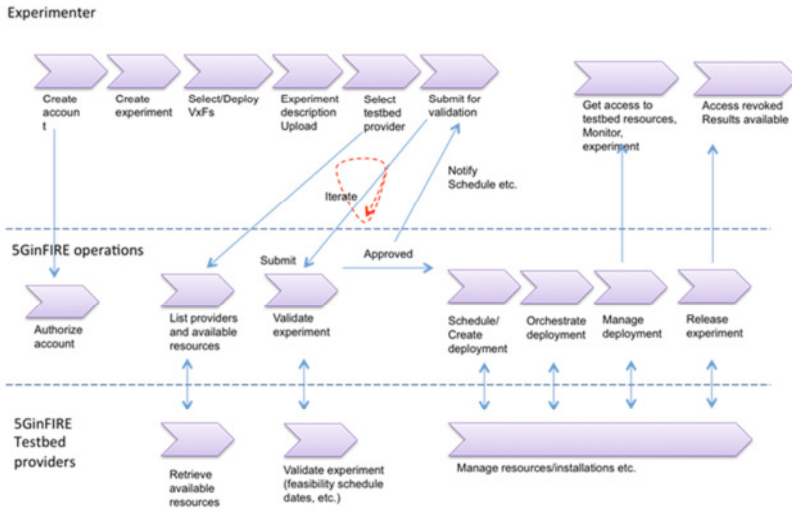 Experimenter
Create
accoun
t
Create
experiment
Select/Deploy
VxFs
Experiment
description
Upload
Select
testbed
provider
Submit for
validation
Get access to
testbed resources,
Monitor,
experiment
Access revoked
Results available
Notify
Schedule etc.
Iterate
5GinFIRE operations
Submit
Approved
Authorize
account
List providers
and available
resources
Validate
experiment
Schedule/
Create
deployment
Orchestrate
deployment
Manage
deployment
Release
experiment
5GinFIRE
Testbed
providers
Retrieve
available
resources
Validate experiment
(feasibility schedule
dates, etc.)
Manage resources/installations etc.